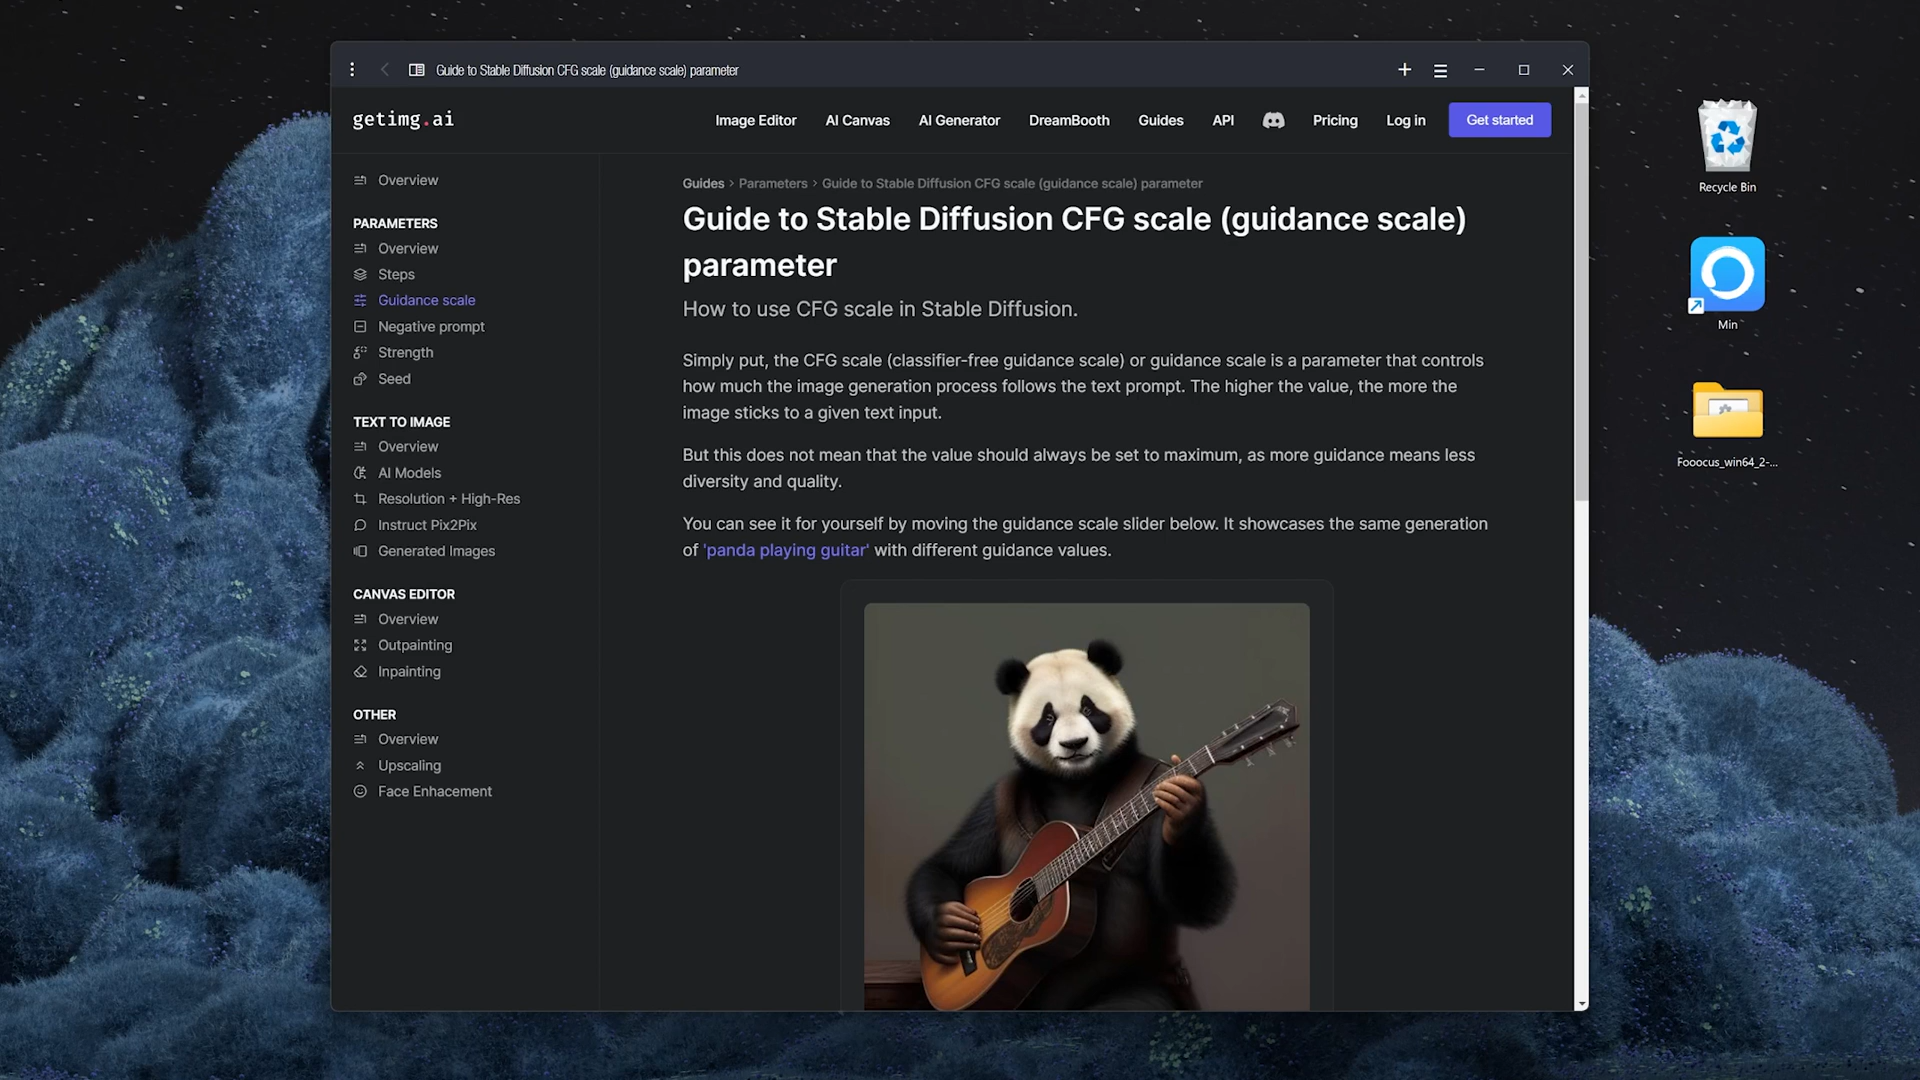 Guide to Stable Diffusion CFG scale (guidance scale) parameter
getimg.ai
Image Editor
AI Canvas
AI Generator
DreamBooth
Guides
API
Pricing
Log in
Get started
Overview
PARAMETERS
Overview
Steps
Guidance scale
Negative prompt
Strength
Seed
TEXT TO IMAGE
Overview
AI Models
Resolution + High-Res
Instruct Pix2Pix
Generated Images
CANVAS EDITOR
Overview
Outpainting
Inpainting
OTHER
Overview
Upscaling
Face Enhacement
Guides > Parameters > Guide to Stable Diffusion CFG scale (guidance scale) parameter
Guide to Stable Diffusion CFG scale (guidance scale)
parameter
How to use CFG scale in Stable Diffusion.
Simply put, the CFG scale (classifier-free guidance scale) or guidance scale is a parameter that controls
how much the image generation process follows the text prompt. The higher the value, the more the
image sticks to a given text input.
But this does not mean that the value should always be set to maximum, as more guidance means less
diversity and quality.
You can see it for yourself by moving the guidance scale slider below. It showcases the same generation
of 'panda playing guitar' with different guidance values.
Recycle Bin
Min
Fooocus_win64_2-...